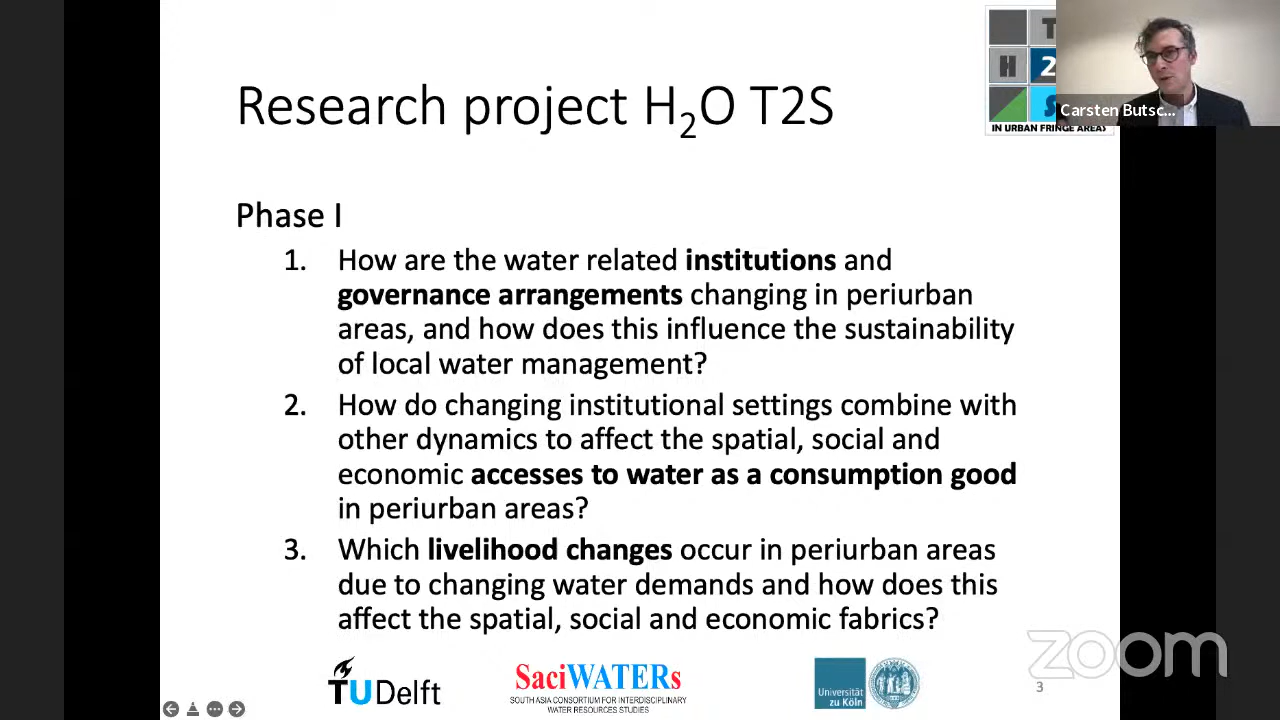 Research project H₂O T2S
T
H 2
S
IN URBAN FRINGE AREAS
Carsten Butsc...
Phase I
1. How are the water related institutions and
governance arrangements changing in periurban
areas, and how does this influence the sustainability
of local water management?
2. How do changing institutional settings combine with
other dynamics to affect the spatial, social and
economic accesses to water as a consumption good
in periurban areas?
3. Which livelihood changes occur in periurban areas
due to changing water demands and how does this
affect the spatial, social and economic fabrics?
TU Delft
SaciWATERs
SOUTH ASIA CONSORTIUM FOR INTERDISCIPLINARY
WATER RESOURCES STUDIES
Universität
zu Köln
zoom
3